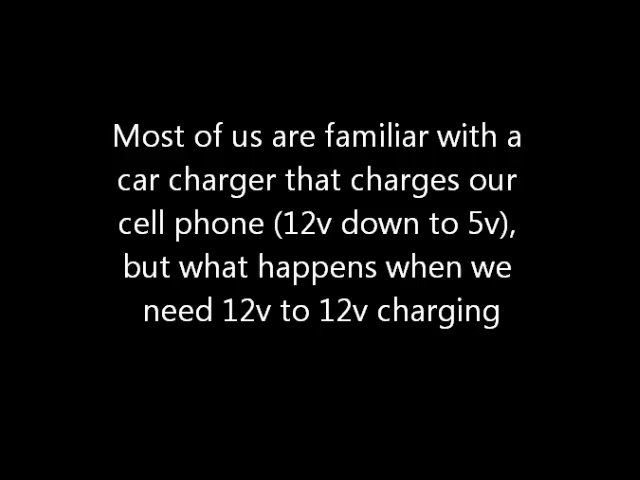 Most of us are familiar with a
car charger that charges our
cell phone (12v down to 5v),
but what happens when we
need 12v to 12v charging